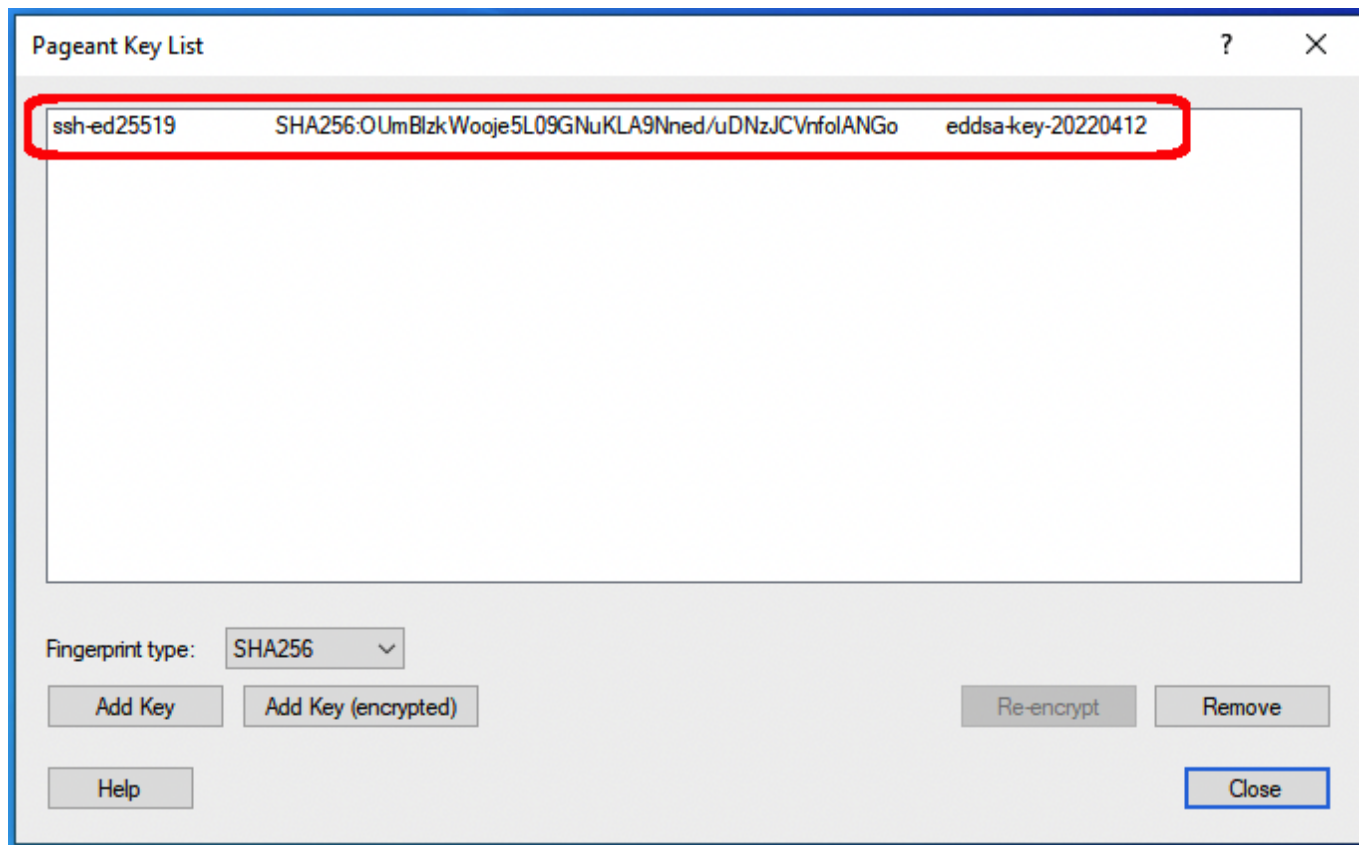 Pageant Key List
?
ssh-ed25519 SHA256:OUmBlzkWooje5L09GNuKLA9Nned/uDNzJCVnfolANGo eddsa-key-20220412
Fingerprint type: SHA256
Add Key Add Key (encrypted) Re-encrypt Remove
Help Close